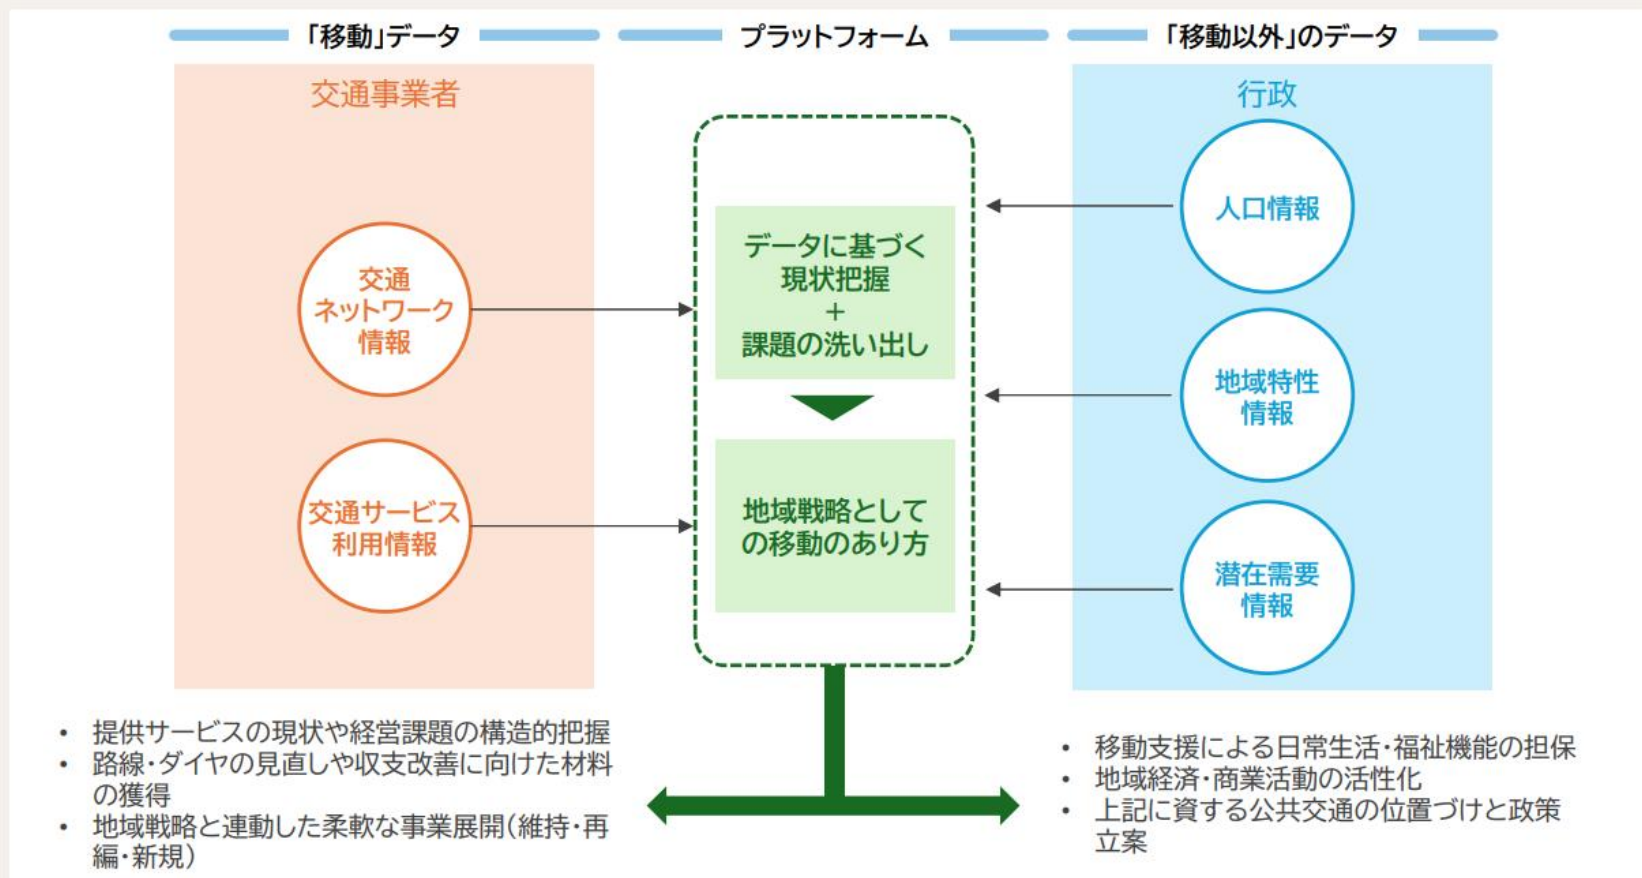 「移動」データ
プラットフォーム
「移動以外」のデータ
交通事業者
交通
ネットワーク
情報
交通サービス
利用情報
データに基づく
現状把握
+
課題の洗い出し
地域戦略として
の移動のあり方
行政
人口情報
地域特性
情報
潜在需要
情報
• 提供サービスの現状や経営課題の構造的把握
• 路線・ダイヤの見直しや収支改善に向けた材料
の獲得
• 地域戦略と連動した柔軟な事業展開(維持・再
編・新規)
• 移動支援による日常生活・福祉機能の担保
• 地域経済・商業活動の活性化
• 上記に資する公共交通の位置づけと政策
立案